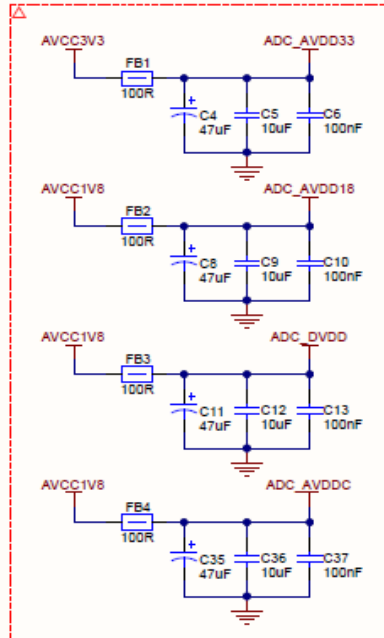 AVCC3V3
FB1
100R
ADC_AVDD33
C4
47uF
C5
10uF
C6
100nF
AVCC1V8
FB2
100R
ADC_AVDD18
C8
47uF
C9
10uF
C10
100nF
AVCC1V8
FB3
100R
ADC_DVDD
C11
47uF
C12
10uF
C13
100nF
AVCC1V8
FB4
100R
ADC_AVDDC
C35
47uF
C36
10uF
C37
100nF